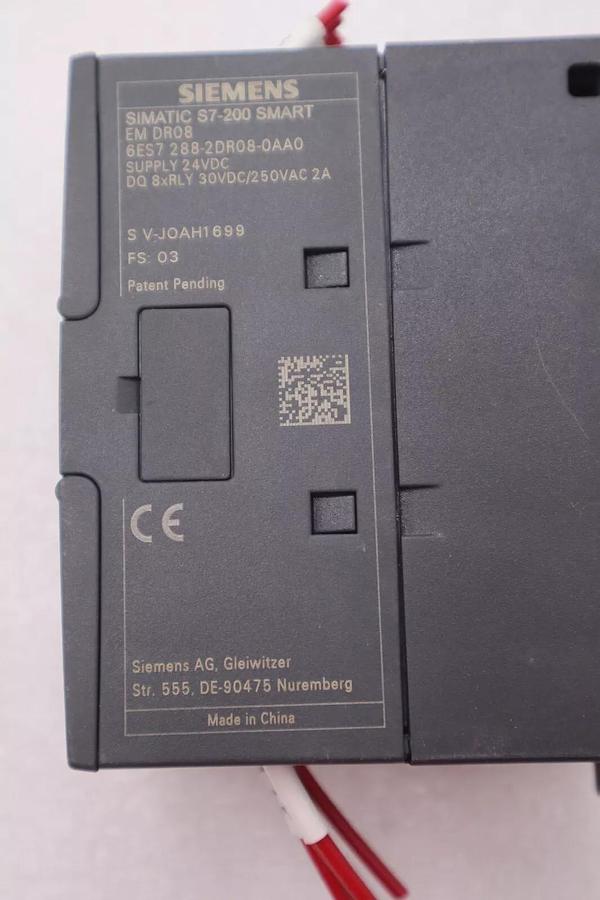 SIEMENS
SIMATIC S7-200 SMART
EM DR08
6ES7 288-2DR08-0AA0
SUPPLY 24VDC
DQ 8xRLY 30VDC/250VAC 2A
S V-J0AH1699
FS: 03
Patent Pending
CE
Siemens AG, Gleiwitzer
Str. 555, DE-90475 Nuremberg
Made in China